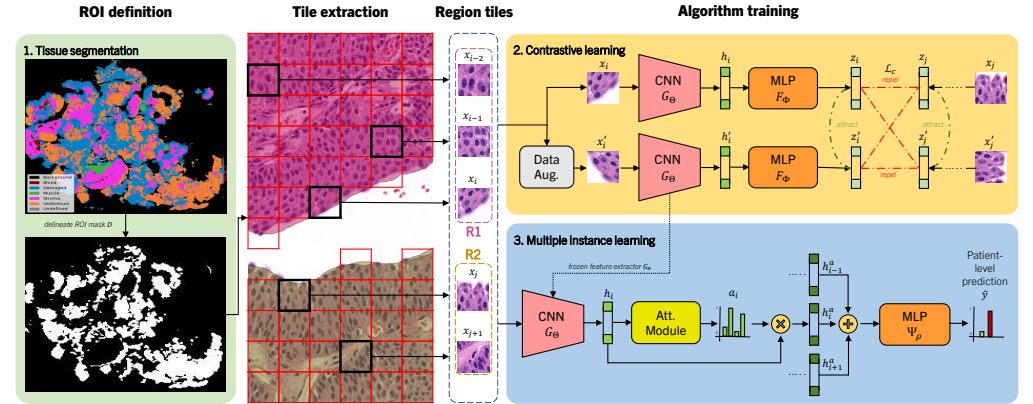 ROI definition
Tile extraction
Region tiles
Algorithm training
1. Tissue segmentation
Background
Blood
Damaged
Muscle
Stroma
Urothelium
Undefined
delineate ROI mask D
x_{i-2}
x_{i-1}
x_i
R1
R2
x_j
x_{j+1}
2. Contrastive learning
x_i
CNN
G_Θ
h_i
MLP
F_Φ
z_i
L_c
z_j
x_j
repel
attract
attract
Data
Aug.
x'_i
CNN
G_Θ
h'_i
MLP
F_Φ
z'_i
z'_j
x'_j
repel
3. Multiple instance learning
frozen feature extractor G_Θ
CNN
G_Θ
h_i
Att.
Module
a_i
×
h^a_{i-1}
h^a_i
h^a_{i+1}
+
MLP
Ψ_ρ
Patient-
level
prediction
ŷ